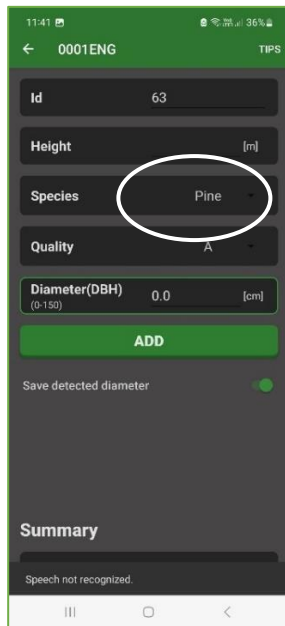 11:41 36%
0001ENG TIPS
Id 63
Height [m]
Species Pine
Quality A
Diameter(DBH) 0.0 [cm]
(0-150)
ADD
Save detected diameter
Summary
Speech not recognized.